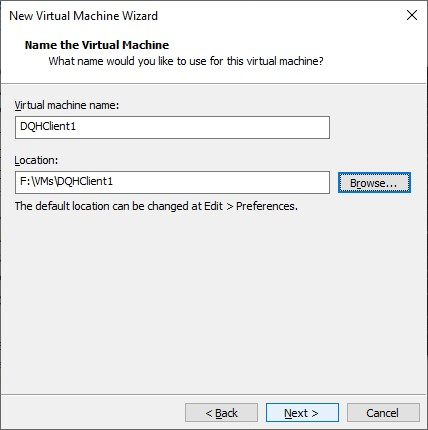 New Virtual Machine Wizard
Name the Virtual Machine
What name would you like to use for this virtual machine?
Virtual machine name:
DQHClient1
Location:
F:\VMs\DQHClient1
Browse...
The default location can be changed at Edit > Preferences.
< Back
Next >
Cancel